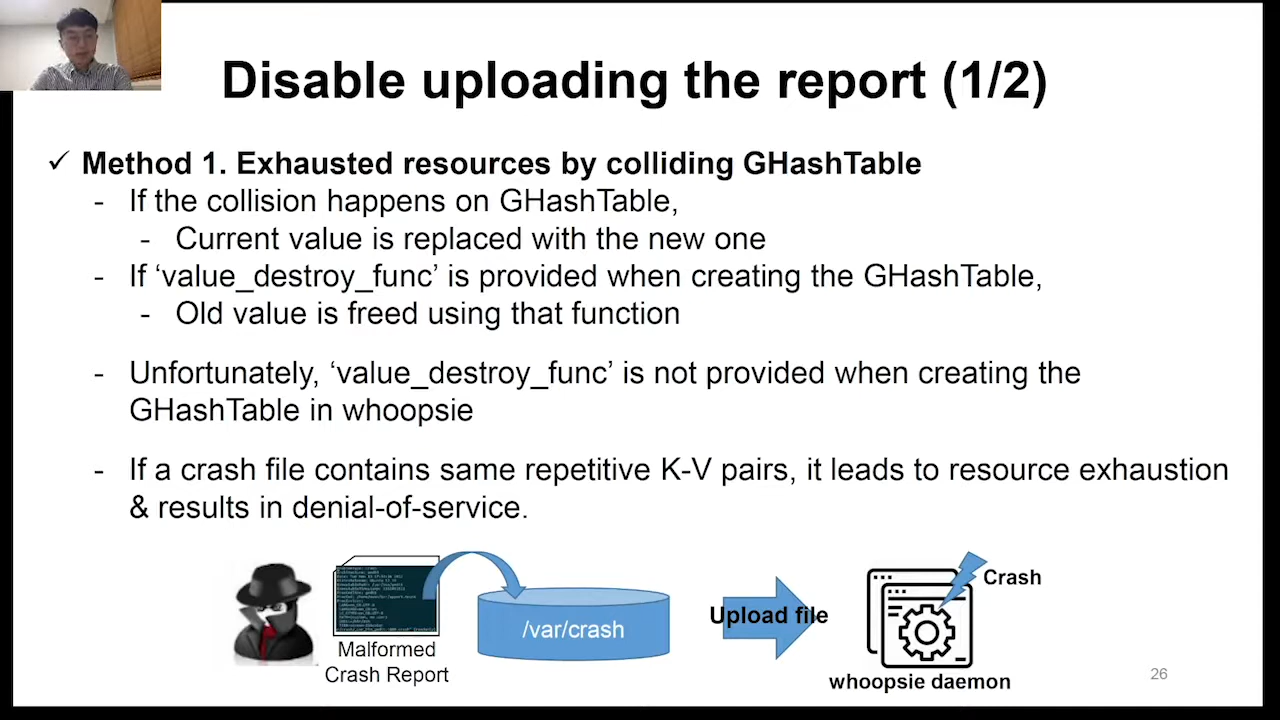 Disable uploading the report (1/2)
✓ Method 1. Exhausted resources by colliding GHashTable
- If the collision happens on GHashTable,
- Current value is replaced with the new one
- If ‘value_destroy_func’ is provided when creating the GHashTable,
- Old value is freed using that function
- Unfortunately, ‘value_destroy_func’ is not provided when creating the
GHashTable in whoopsie
- If a crash file contains same repetitive K-V pairs, it leads to resource exhaustion
& results in denial-of-service.
Malformed
Crash Report
/var/crash
Upload file
Crash
whoopsie daemon
26